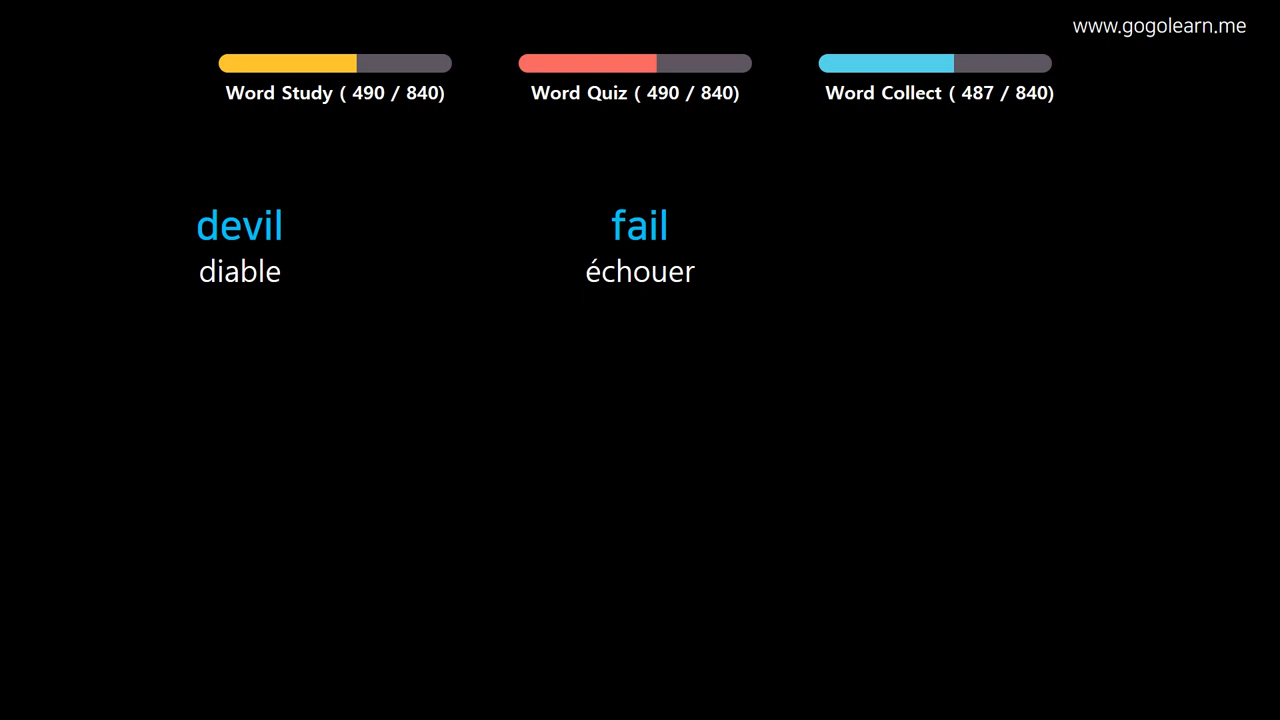 www.gogolearn.me
Word Study ( 490 / 840)
Word Quiz ( 490 / 840)
Word Collect ( 487 / 840)
devil
diable
fail
échouer